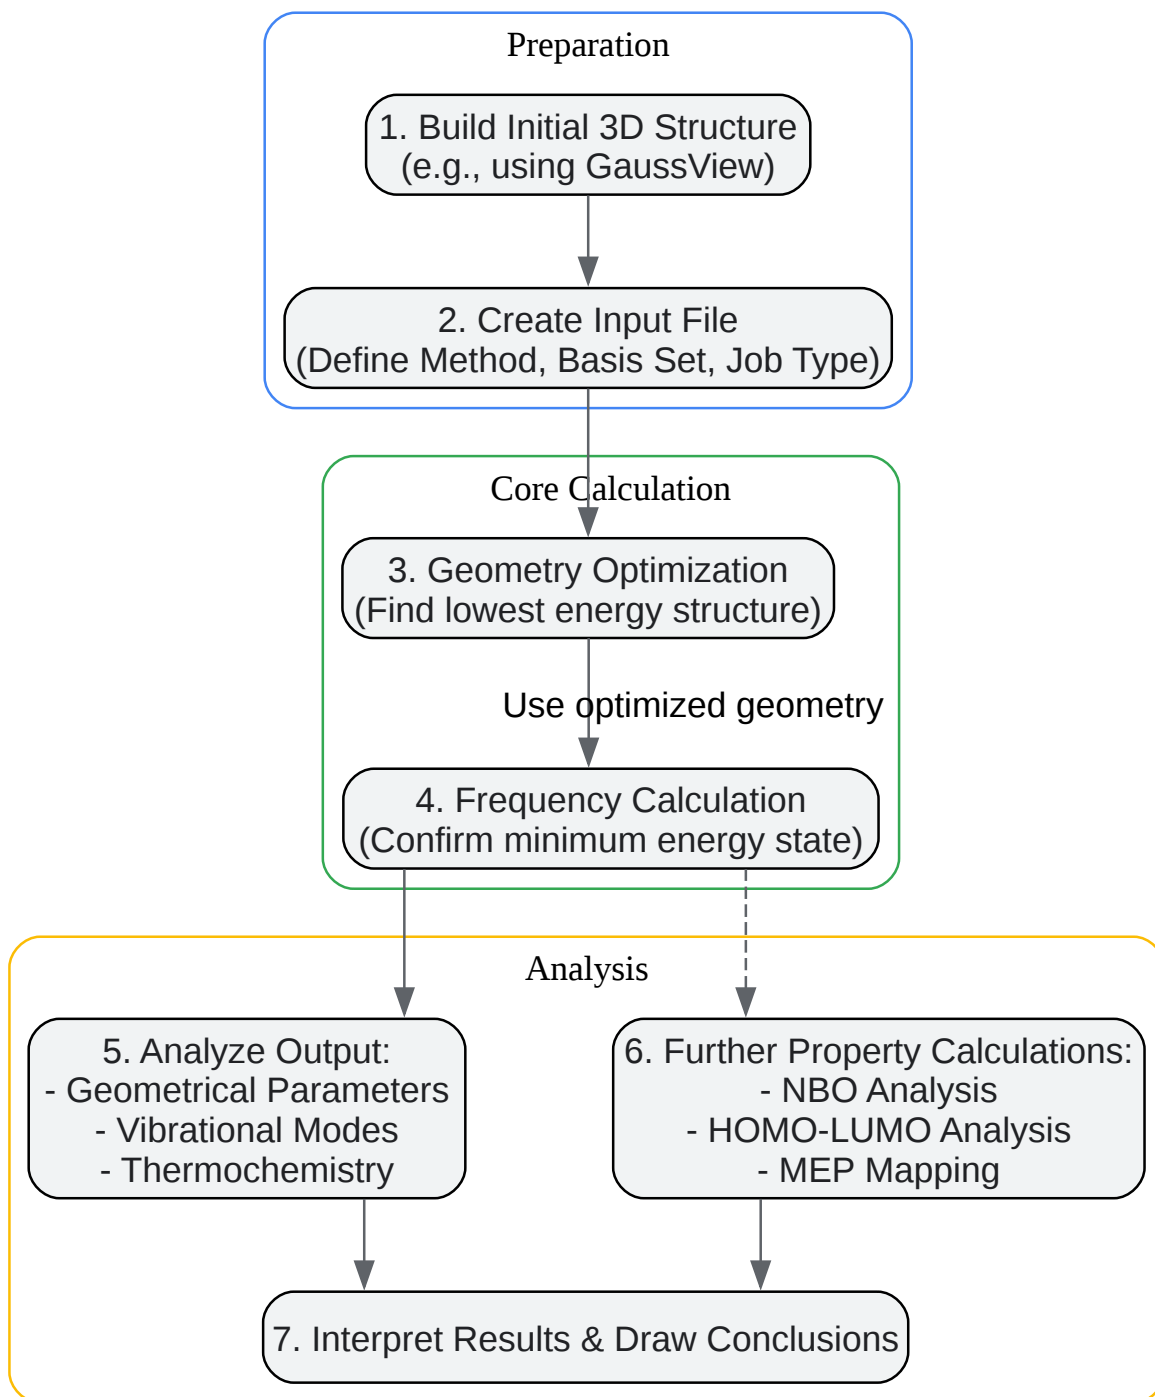 Preparation
1. Build Initial 3D Structure
(e.g., using GaussView)
2. Create Input File
(Define Method, Basis Set, Job Type)
Core Calculation
3. Geometry Optimization
(Find lowest energy structure)
Use optimized geometry
4. Frequency Calculation
(Confirm minimum energy state)
Analysis
5. Analyze Output:
- Geometrical Parameters
- Vibrational Modes
- Thermochemistry
6. Further Property Calculations:
- NBO Analysis
- HOMO-LUMO Analysis
- MEP Mapping
7. Interpret Results & Draw Conclusions